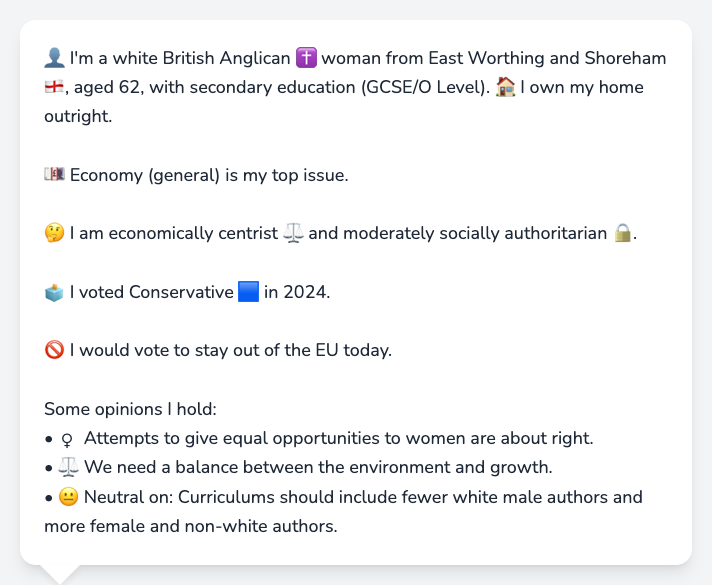 👤 I'm a white British Anglican ✝️ woman from East Worthing and Shoreham
🏴󠁧󠁢󠁥󠁮󠁧󠁿, aged 62, with secondary education (GCSE/O Level). 🏠 I own my home
outright.
💷 Economy (general) is my top issue.
🤔 I am economically centrist ⚖️ and moderately socially authoritarian 🔒.
🗳️ I voted Conservative 🟦 in 2024.
🚫 I would vote to stay out of the EU today.
Some opinions I hold:
• ♀ Attempts to give equal opportunities to women are about right.
• ⚖️ We need a balance between the environment and growth.
• 😐 Neutral on: Curriculums should include fewer white male authors and
more female and non-white authors.